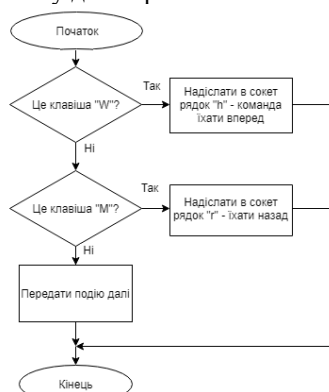 Початок
Це клавіша "W"?
Так
Надіслати в сокет
рядок "h" - команда
їхати вперед
Ні
Це клавіша "M"?
Так
Надіслати в сокет
рядок "r" - їхати назад
Ні
Передати подію далі
Кінець